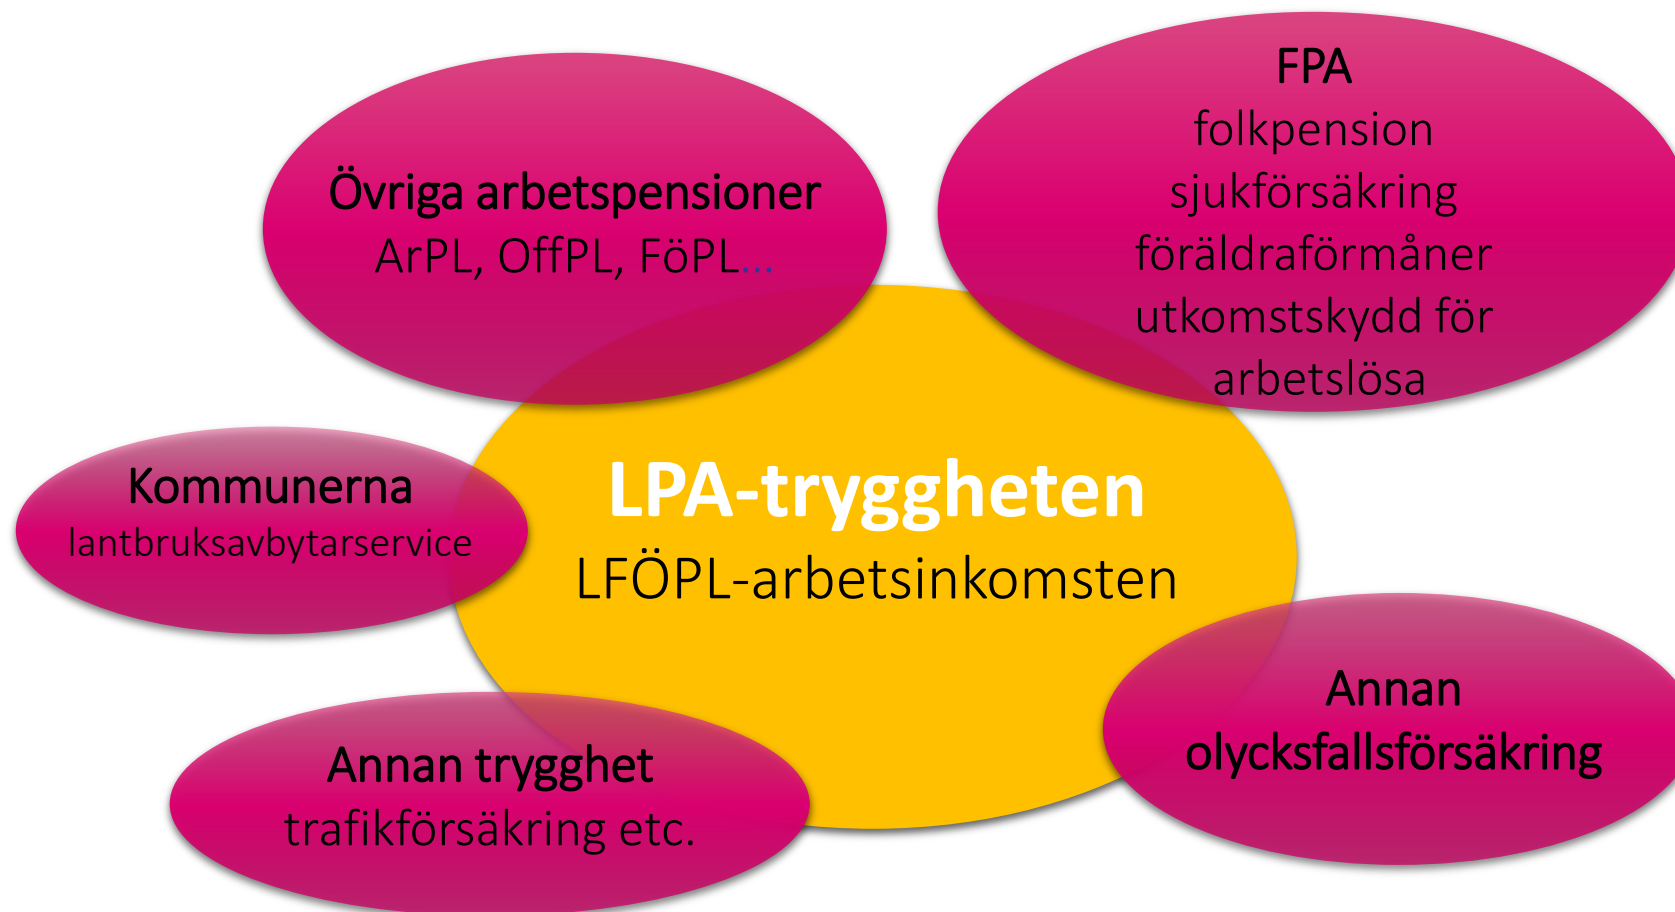 Övriga arbetspensioner
ArPL, OffPL, FöPL...
FPA
folkpension
sjukförsäkring
föräldraförmåner
utkomstskydd för
arbetslösa
Kommunerna
lantbruksavbytarservice
LPA-tryggheten
LFÖPL-arbetsinkomsten
Annan trygghet
trafikförsäkring etc.
Annan
olycksfallsförsäkring